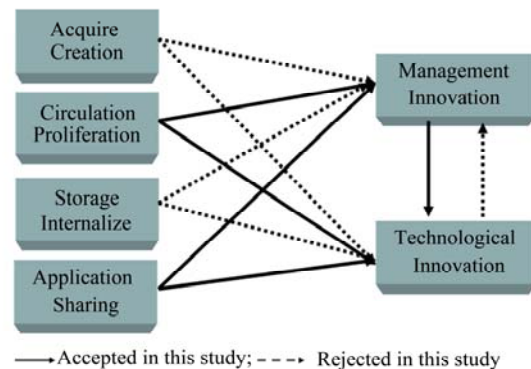 Acquire
Creation
Circulation
Proliferation
Storage
Internalize
Application
Sharing
Management
Innovation
Technological
Innovation
Accepted in this study; Rejected in this study